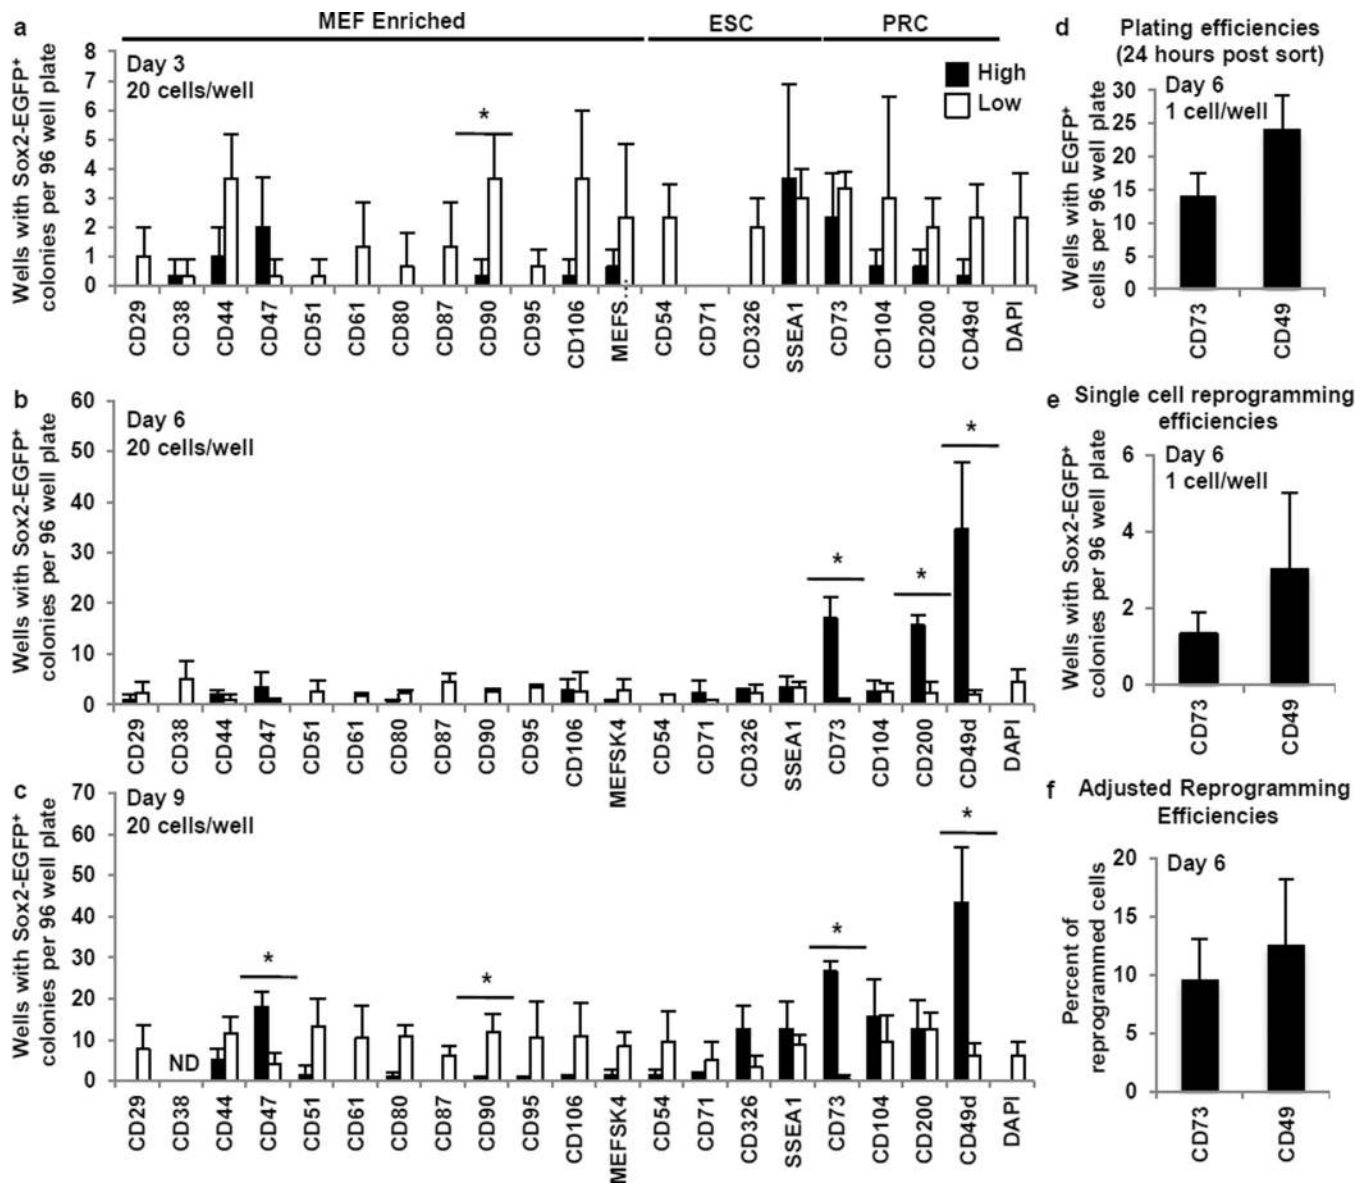 a
MEF Enriched
ESC
PRC
Wells with Sox2-EGFP⁺
colonies per 96 well plate
8
7
6
5
4
3
2
1
0
Day 3
20 cells/well
*
High
Low
CD29
CD38
CD44
CD47
CD51
CD61
CD80
CD87
CD90
CD95
CD106
MEFS...
CD54
CD71
CD326
SSEA1
CD73
CD104
CD200
CD49d
DAPI
b
Wells with Sox2-EGFP⁺
colonies per 96 well plate
60
50
40
30
20
10
0
Day 6
20 cells/well
*
*
*
CD29
CD38
CD44
CD47
CD51
CD61
CD80
CD87
CD90
CD95
CD106
MEFSK4
CD54
CD71
CD326
SSEA1
CD73
CD104
CD200
CD49d
DAPI
c
Wells with Sox2-EGFP⁺
colonies per 96 well plate
70
60
50
40
30
20
10
0
Day 9
20 cells/well
ND
*
*
*
*
CD29
CD38
CD44
CD47
CD51
CD61
CD80
CD87
CD90
CD95
CD106
MEFSK4
CD54
CD71
CD326
SSEA1
CD73
CD104
CD200
CD49d
DAPI
d
Plating efficiencies
(24 hours post sort)
Wells with EGFP⁺
cells per 96 well plate
30
25
20
15
10
5
0
Day 6
1 cell/well
CD73
CD49
e
Single cell reprogramming
efficiencies
Wells with Sox2-EGFP⁺
colonies per 96 well plate
6
4
2
0
Day 6
1 cell/well
CD73
CD49
f
Adjusted Reprogramming
Efficiencies
Percent of
reprogrammed cells
20
15
10
5
0
Day 6
CD73
CD49